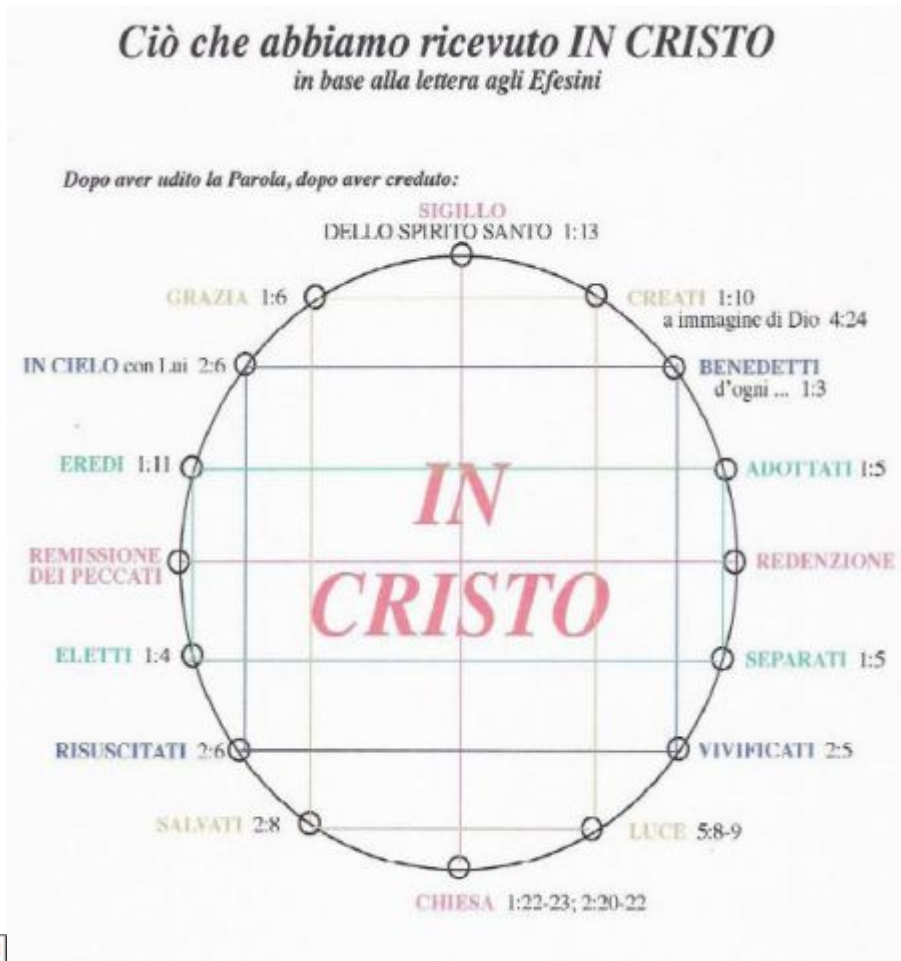 Ciò che abbiamo ricevuto IN CRISTO
in base alla lettera agli Efesini
Dopo aver udito la Parola, dopo aver creduto:
SIGILLO
DELLO SPIRITO SANTO 1:13
GRAZIA 1:6
CREATI 1:10
a immagine di Dio 4:24
IN CIELO con Lui 2:6
BENEDETTI
d'ogni ... 1:3
EREDI 1:11
ADOTTATI 1:5
IN
CRISTO
REMISSIONE
DEI PECCATI
REDENZIONE
ELETTI 1:4
SEPARATI 1:5
RISUSCITATI 2:6
VIVIFICATI 2:5
SALVATI 2:8
LUCE 5:8-9
CHIESA 1:22-23; 2:20-22